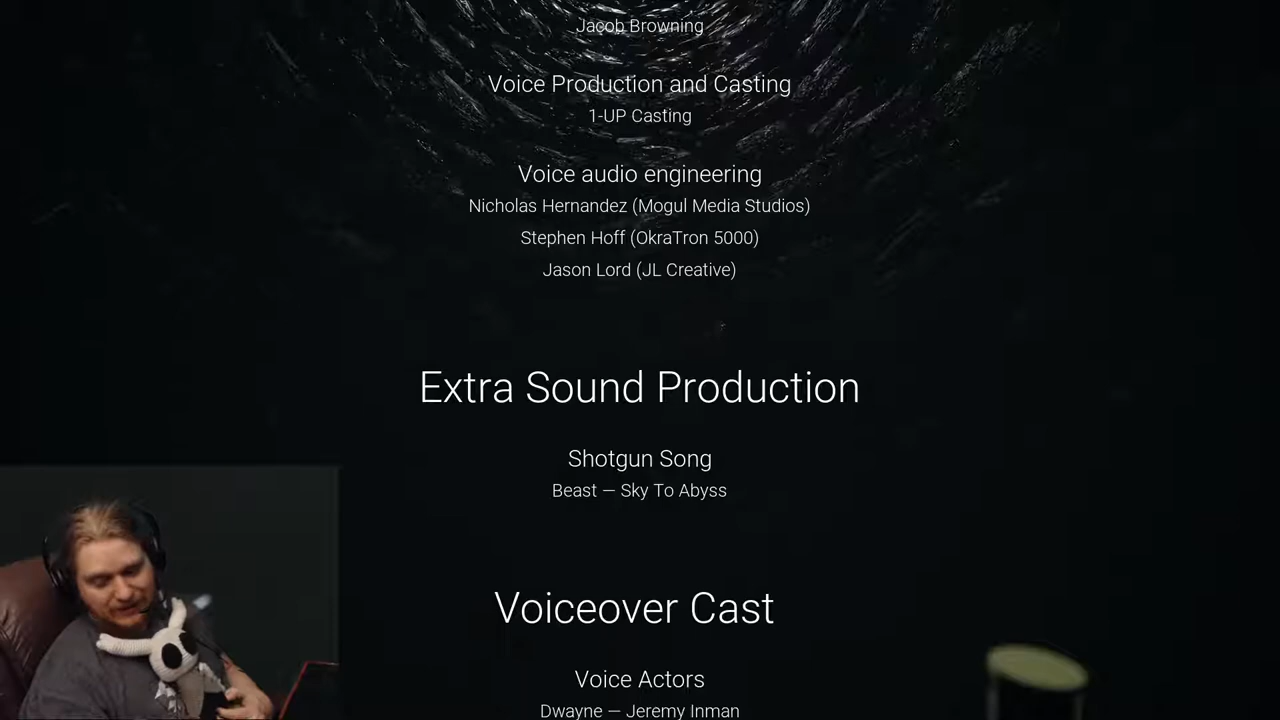 Jacob Browning
Voice Production and Casting
1-UP Casting
Voice audio engineering
Nicholas Hernandez (Mogul Media Studios)
Stephen Hoff (OkraTron 5000)
Jason Lord (JL Creative)
Extra Sound Production
Shotgun Song
Beast — Sky To Abyss
Voiceover Cast
Voice Actors
Dwayne — Jeremy Inman